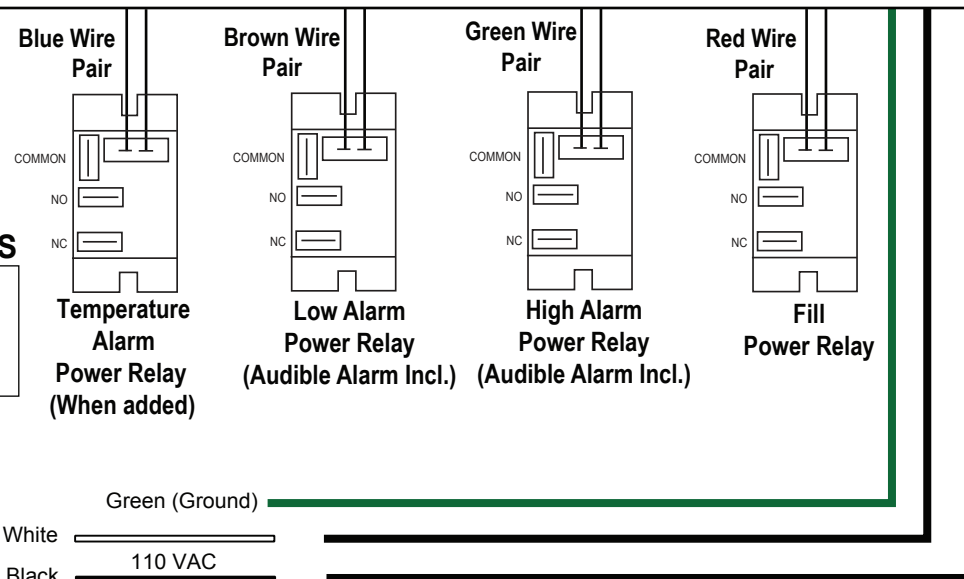 Blue Wire
Pair
Brown Wire
Pair
Green Wire
Pair
Red Wire
Pair
COMMON
NO
NC
COMMON
NO
NC
COMMON
NO
NC
COMMON
NO
NC
S
Temperature
Alarm
Power Relay
(When added)
Low Alarm
Power Relay
(Audible Alarm Incl.)
High Alarm
Power Relay
(Audible Alarm Incl.)
Fill
Power Relay
Green (Ground)
White
110 VAC
Black